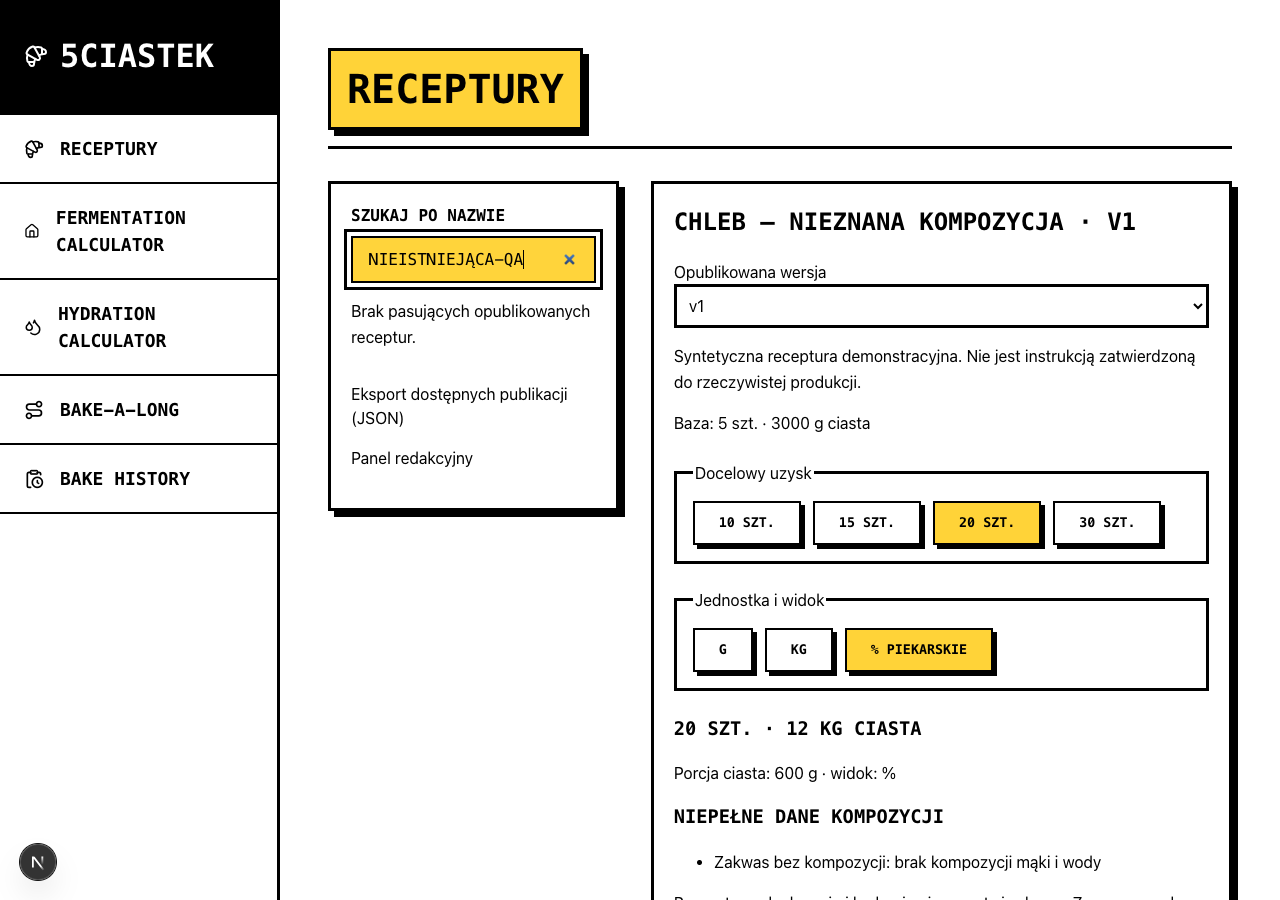 5CIASTEK
RECEPTURY
FERMENTATION
CALCULATOR
HYDRATION
CALCULATOR
BAKE-A-LONG
BAKE HISTORY
N
RECEPTURY
SZUKAJ PO NAZWIE
NIEISTNIEJĄCA-QA
Brak pasujących opublikowanych
receptur.
Eksport dostępnych publikacji
(JSON)
Panel redakcyjny
CHLEB — NIEZNANA KOMPOZYCJA · V1
Opublikowana wersja
v1
Syntetyczna receptura demonstracyjna. Nie jest instrukcją zatwierdzoną
do rzeczywistej produkcji.
Baza: 5 szt. · 3000 g ciasta
Docelowy uzysk
10 SZT. 15 SZT. 20 SZT. 30 SZT.
Jednostka i widok
G KG % PIEKARSKIE
20 SZT. · 12 KG CIASTA
Porcja ciasta: 600 g · widok: %
NIEPEŁNE DANE KOMPOZYCJI
• Zakwas bez kompozycji: brak kompozycji mąki i wody